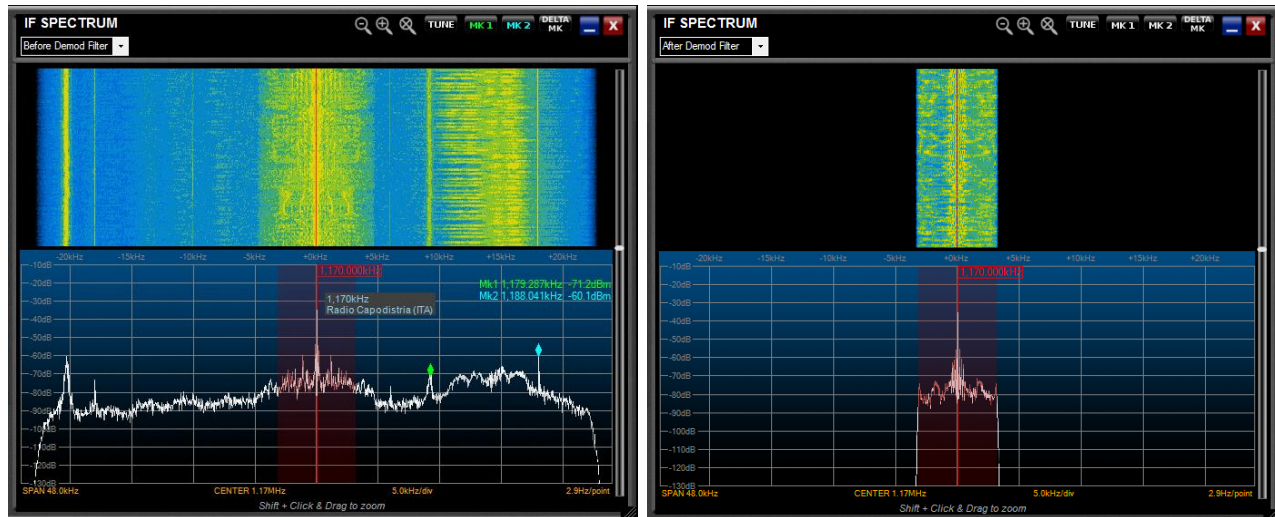 IF SPECTRUM
TUNE MK 1 MK 2 DELTA MK X
Before Demod Filter
-20kHz -15kHz -10kHz -5kHz +0kHz +5kHz +10kHz +15kHz +20kHz
-10dB
1,170.000kHz
-20dB
Mk1 1,179.287kHz -71.2dBm
Mk2 1,188.041kHz -60.1dBm
-30dB
1,170kHz
Radio Capodistria (ITA)
-40dB
-50dB
-60dB
-70dB
-80dB
-90dB
-100dB
-110dB
-120dB
-130dB
SPAN 48.0kHz CENTER 1.17MHz 5.0kHz/div 2.9Hz/point
Shift + Click & Drag to zoom
IF SPECTRUM
TUNE MK 1 MK 2 DELTA MK X
After Demod Filter
-20kHz -15kHz -10kHz -5kHz +0kHz +5kHz +10kHz +15kHz +20kHz
-10dB
1,170.000kHz
-20dB
-30dB
-40dB
-50dB
-60dB
-70dB
-80dB
-90dB
-100dB
-110dB
-120dB
-130dB
SPAN 48.0kHz CENTER 1.17MHz 5.0kHz/div 2.9Hz/point
Shift + Click & Drag to zoom